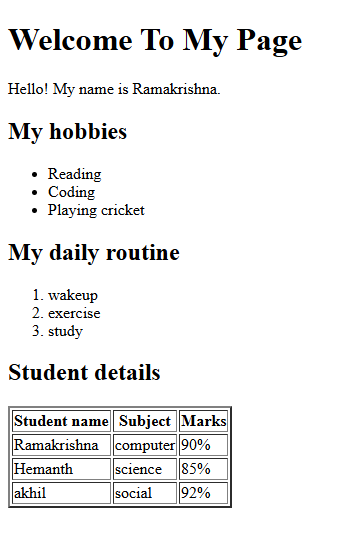 Welcome To My Page
Hello! My name is Ramakrishna.
My hobbies
Reading
Coding
Playing cricket
My daily routine
1. wakeup
2. exercise
3. study
Student details
Student name Subject Marks
Ramakrishna computer 90%
Hemanth science 85%
akhil social 92%